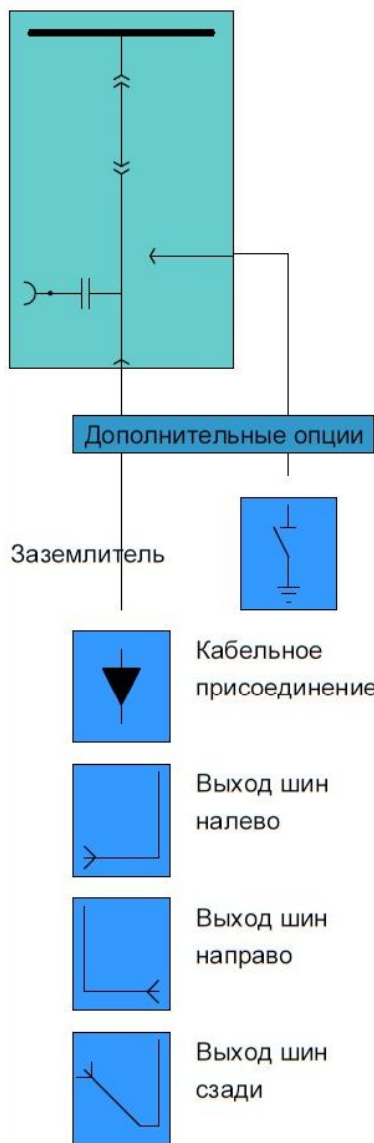 Дополнительные опции
Заземлитель
Кабельное
присоединение
Выход шин
налево
Выход шин
направо
Выход шин
сзади